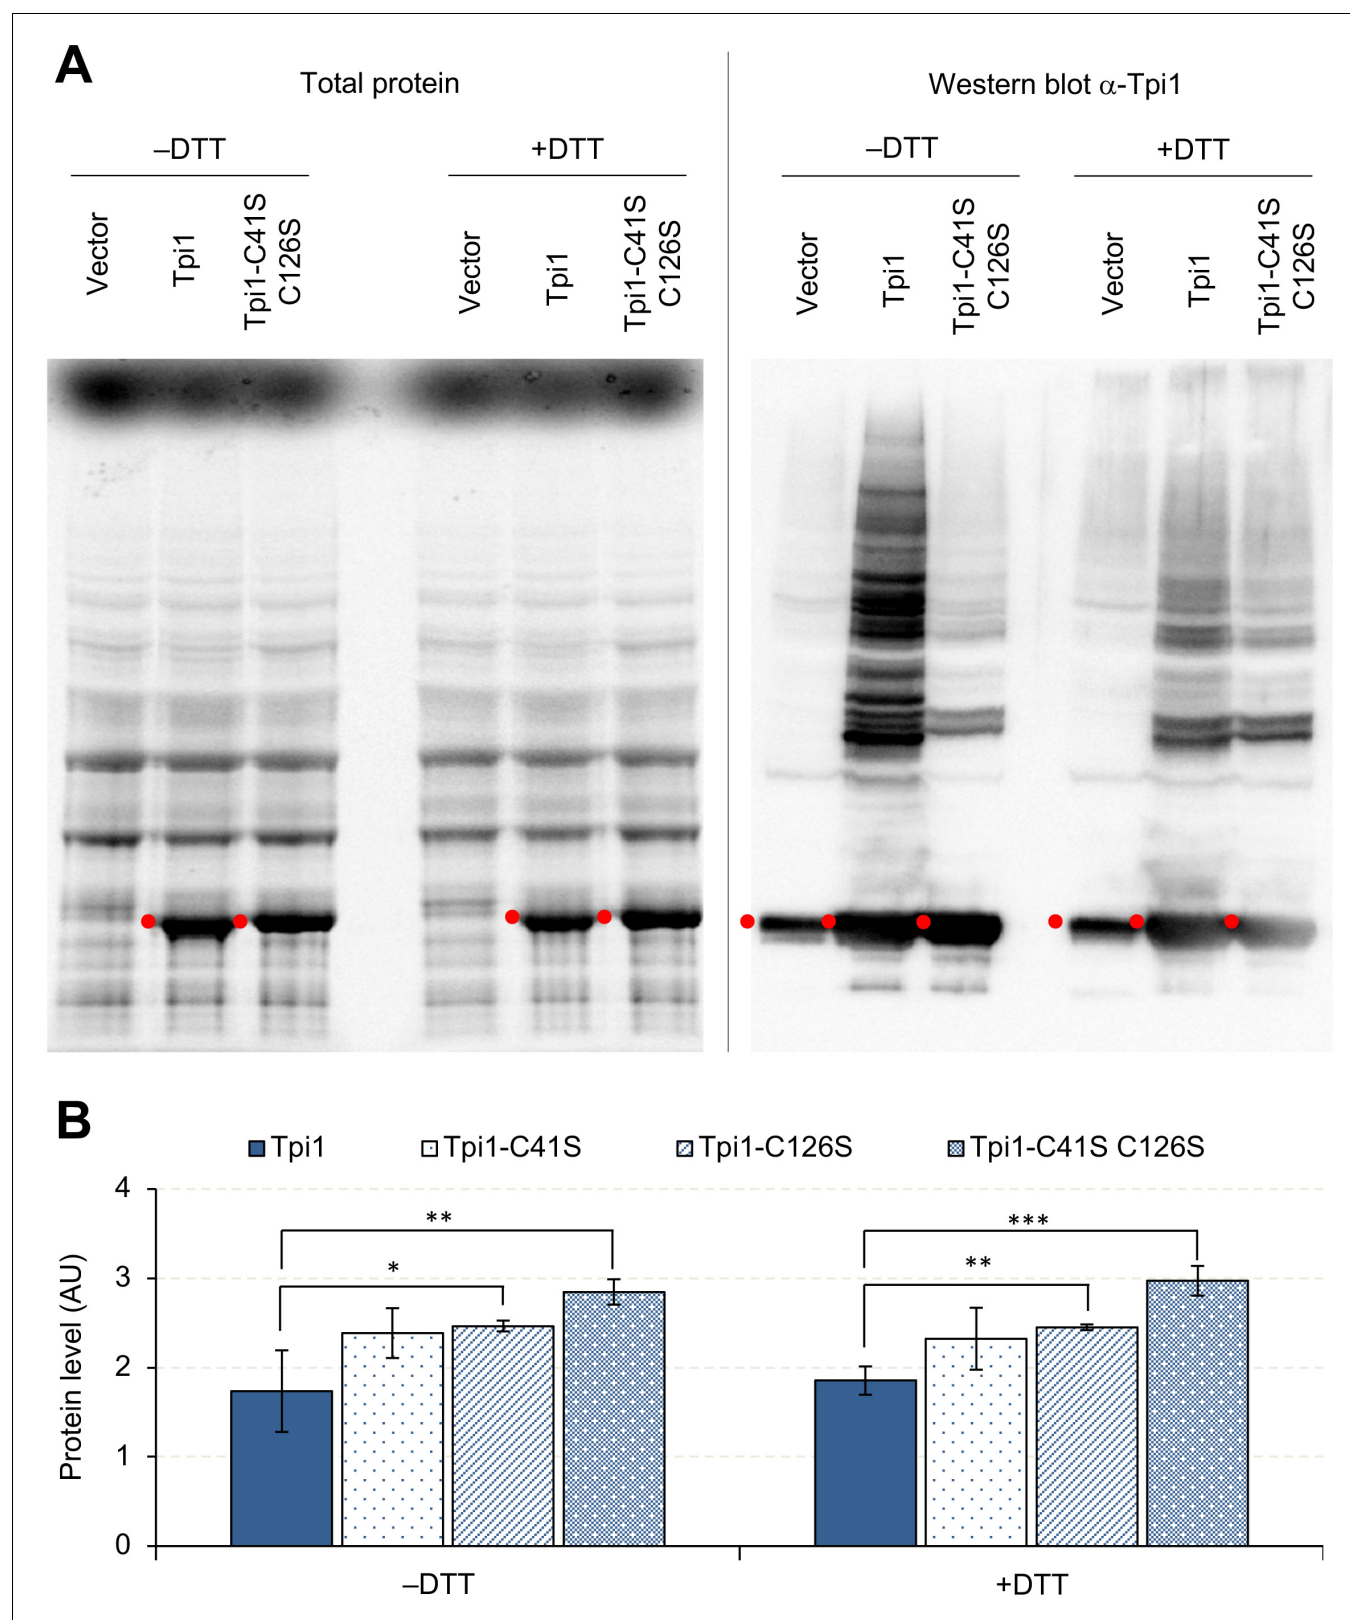 A
Total protein
Western blot α-Tpi1
–DTT
+DTT
–DTT
+DTT
Vector
Tpi1
Tpi1-C41S
C126S
Vector
Tpi1
Tpi1-C41S
C126S
Vector
Tpi1
Tpi1-C41S
C126S
Vector
Tpi1
Tpi1-C41S
C126S
B
Tpi1
Tpi1-C41S
Tpi1-C126S
Tpi1-C41S C126S
Protein level (AU)
4
3
2
1
0
**
*
***
**
–DTT
+DTT